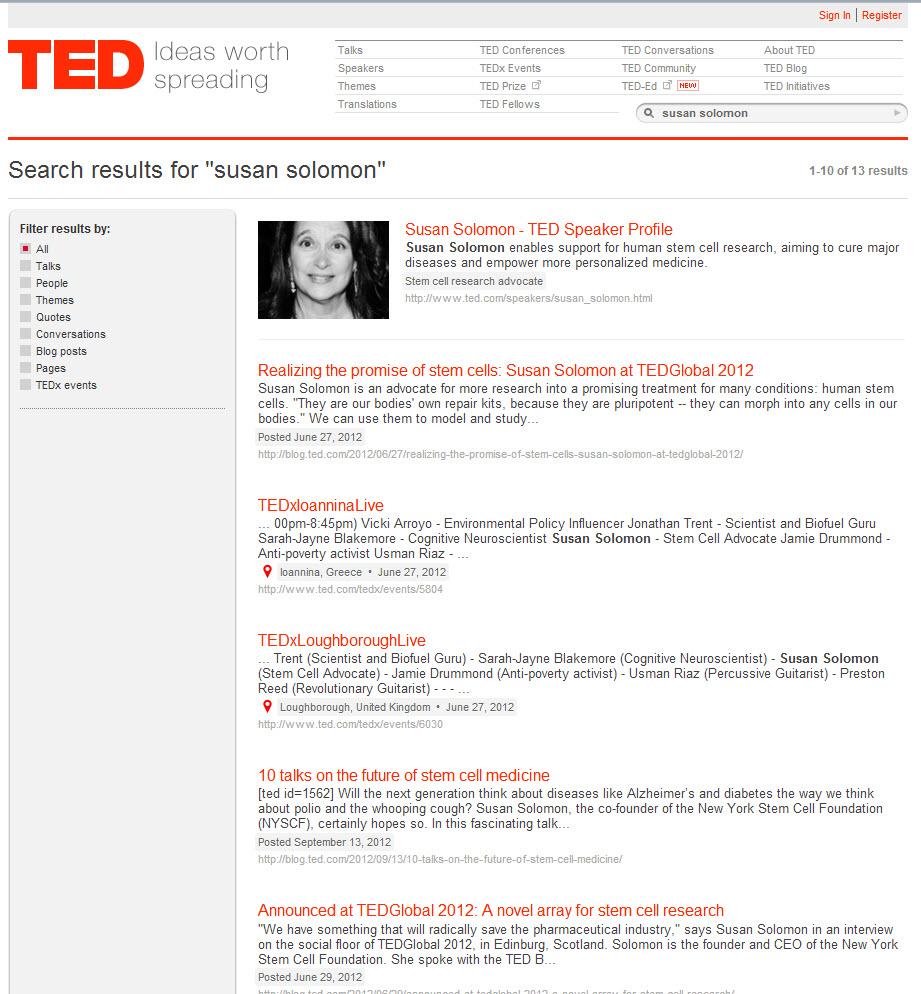 Sign In | Register
TED Ideas worth spreading
Talks TED Conferences TED Conversations About TED
Speakers TEDx Events TED Community TED Blog
Themes TED Prize TED-Ed NEW TED Initiatives
Translations TED Fellows susan solomon
Search results for "susan solomon" 1-10 of 13 results
Filter results by:
All
Talks
People
Themes
Quotes
Conversations
Blog posts
Pages
TEDx events
Susan Solomon - TED Speaker Profile
Susan Solomon enables support for human stem cell research, aiming to cure major
diseases and empower more personalized medicine.
Stem cell research advocate
http://www.ted.com/speakers/susan_solomon.html
Realizing the promise of stem cells: Susan Solomon at TEDGlobal 2012
Susan Solomon is an advocate for more research into a promising treatment for many conditions: human stem
cells. "They are our bodies' own repair kits, because they are pluripotent -- they can morph into any cells in our
bodies." We can use them to model and study...
Posted June 27, 2012
http://blog.ted.com/2012/06/27/realizing-the-promise-of-stem-cells-susan-solomon-at-tedglobal-2012/
TEDxIoanninaLive
... 00pm-8:45pm) Vicki Arroyo - Environmental Policy Influencer Jonathan Trent - Scientist and Biofuel Guru
Sarah-Jayne Blakemore - Cognitive Neuroscientist Susan Solomon - Stem Cell Advocate Jamie Drummond -
Anti-poverty activist Usman Riaz - ...
Ioannina, Greece • June 27, 2012
http://www.ted.com/tedx/events/5804
TEDxLoughboroughLive
... Trent (Scientist and Biofuel Guru) - Sarah-Jayne Blakemore (Cognitive Neuroscientist) - Susan Solomon
(Stem Cell Advocate) - Jamie Drummond (Anti-poverty activist) - Usman Riaz (Percussive Guitarist) - Preston
Reed (Revolutionary Guitarist) - - - ...
Loughborough, United Kingdom • June 27, 2012
http://www.ted.com/tedx/events/6030
10 talks on the future of stem cell medicine
[ted id=1562] Will the next generation think about diseases like Alzheimer's and diabetes the way we think
about polio and the whooping cough? Susan Solomon, the co-founder of the New York Stem Cell Foundation
(NYSCF), certainly hopes so. In this fascinating talk...
Posted September 13, 2012
http://blog.ted.com/2012/09/13/10-talks-on-the-future-of-stem-cell-medicine/
Announced at TEDGlobal 2012: A novel array for stem cell research
"We have something that will radically save the pharmaceutical industry," says Susan Solomon in an interview
on the social floor of TEDGlobal 2012, in Edinburg, Scotland. Solomon is the founder and CEO of the New York
Stem Cell Foundation. She spoke with the TED B...
Posted June 29, 2012
http://blog.ted.com/2012/06/29/announced-at-tedglobal-2012-a-novel-array-for-stem-cell-research/